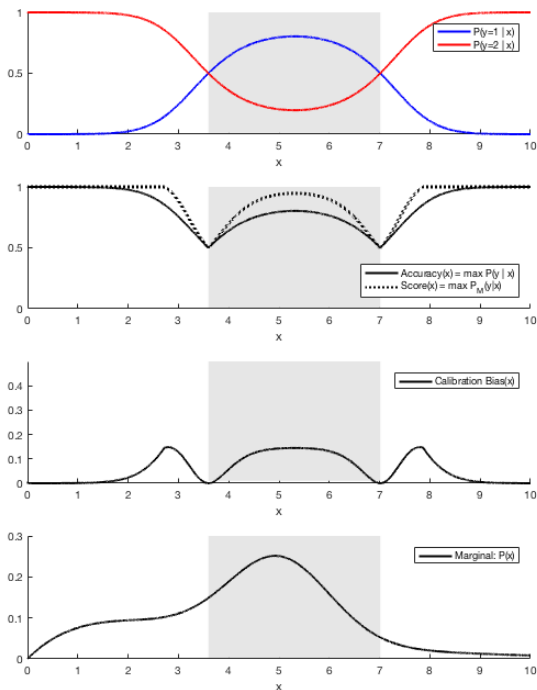 1
0.5
0
P(y=1 | x)
P(y=2 | x)
0 1 2 3 4 5 6 7 8 9 10
x
1
0.5
0
Accuracy(x) = max P(y | x)
Score(x) = max P_M(y|x)
0 1 2 3 4 5 6 7 8 9 10
x
0.4
0.3
0.2
0.1
0
Calibration Bias(x)
0 1 2 3 4 5 6 7 8 9 10
x
0.3
0.2
0.1
0
Marginal: P(x)
0 1 2 3 4 5 6 7 8 9 10
x